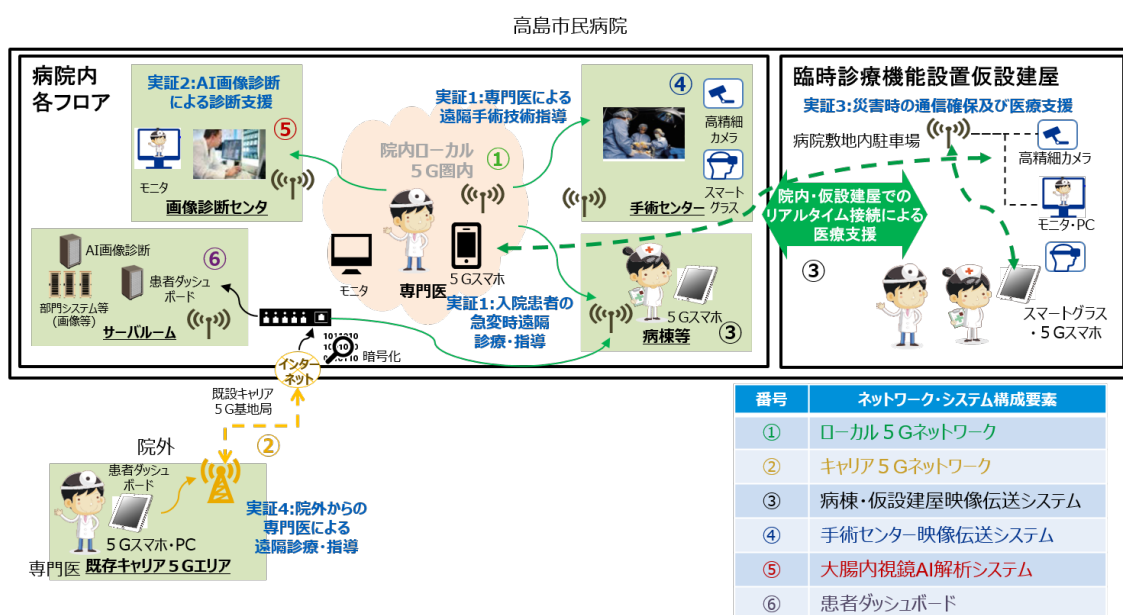 高島市民病院
病院内
各フロア
実証2:AI画像診断
による診断支援
⑤
モニタ
画像診断センタ
実証1:専門医による
遠隔手術技術指導
院内ローカル
5G圏内
①
モニタ
専門医
5Gスマホ
④
高精細
カメラ
スマート
グラス
手術センター
実証1:入院患者の
急変時遠隔
診療・指導
5Gスマホ
病棟等
③
AI画像診断
⑥
患者ダッシュ
ボード
部門システム等
(画像等)
サーバルーム
1011010
100110
010110
暗号化
インター
ネット
既設キャリア
5G基地局
②
院外
患者ダッシュ
ボード
5Gスマホ・PC
専門医
既存キャリア5Gエリア
実証4:院外からの
専門医による
遠隔診療・指導
臨時診療機能設置仮設建屋
実証3:災害時の通信確保及び医療支援
病院敷地内駐車場
高精細カメラ
モニタ・PC
院内・仮設建屋での
リアルタイム接続による
医療支援
③
スマートグラス
・5Gスマホ
番号 ネットワーク・システム構成要素
① ローカル5Gネットワーク
② キャリア5Gネットワーク
③ 病棟・仮設建屋映像伝送システム
④ 手術センター映像伝送システム
⑤ 大腸内視鏡AI解析システム
⑥ 患者ダッシュボード